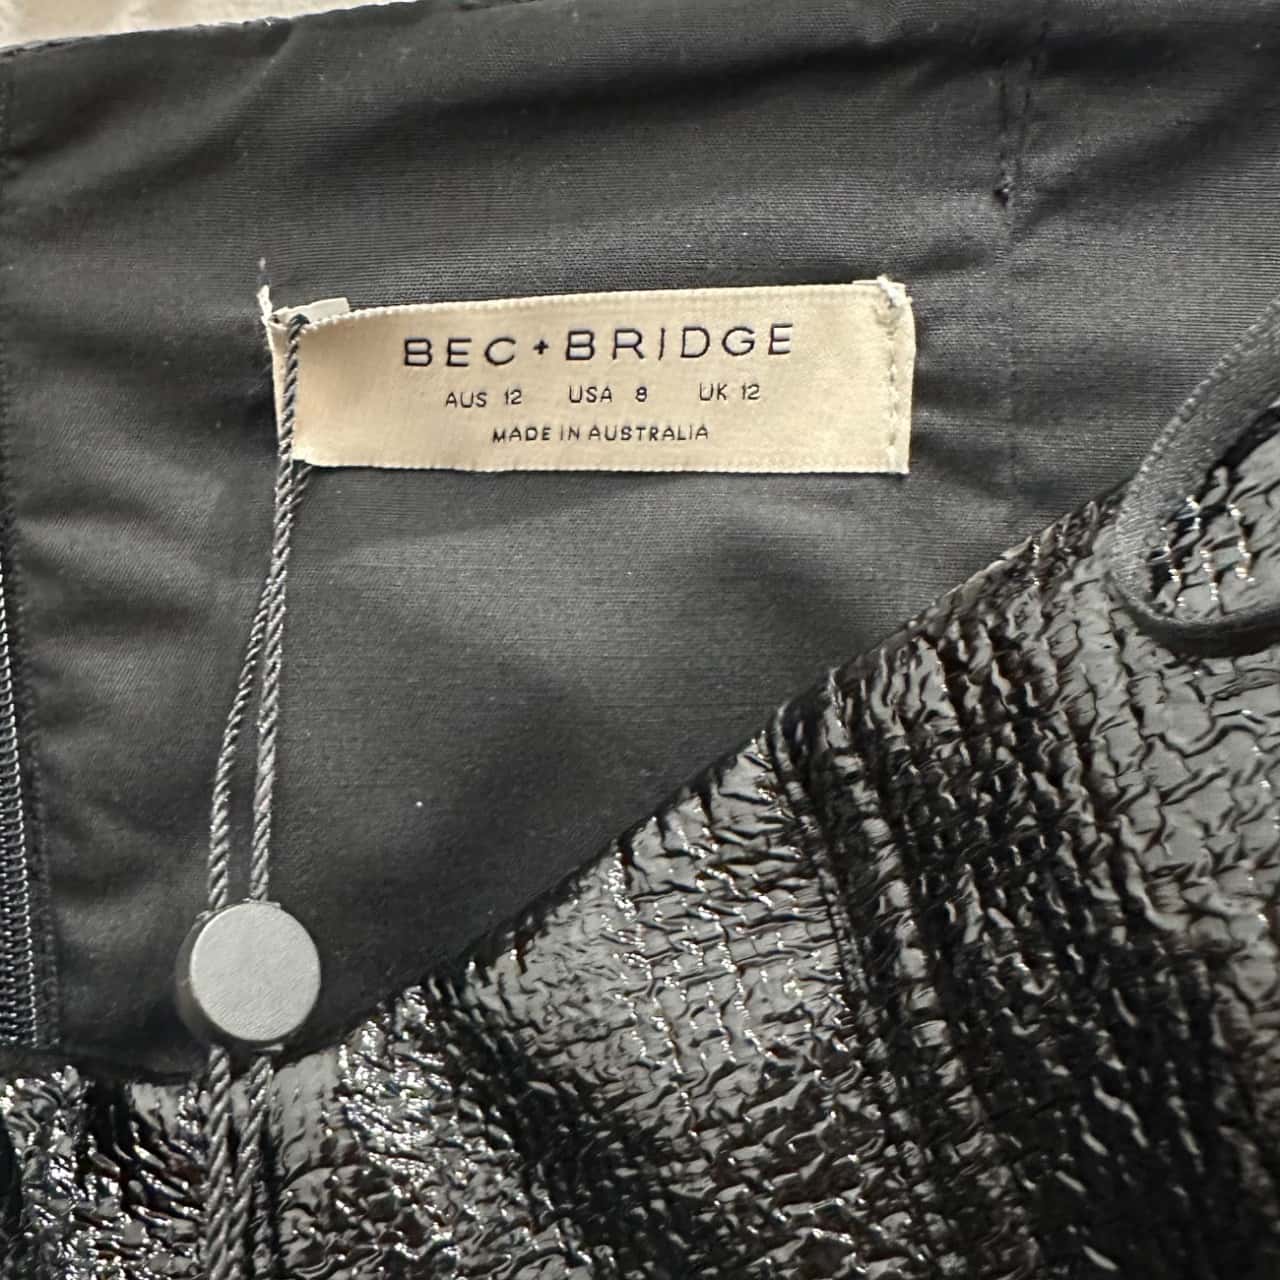 BEC + BRIDGE
AUS 12 USA 8 UK 12
MADE IN AUSTRALIA